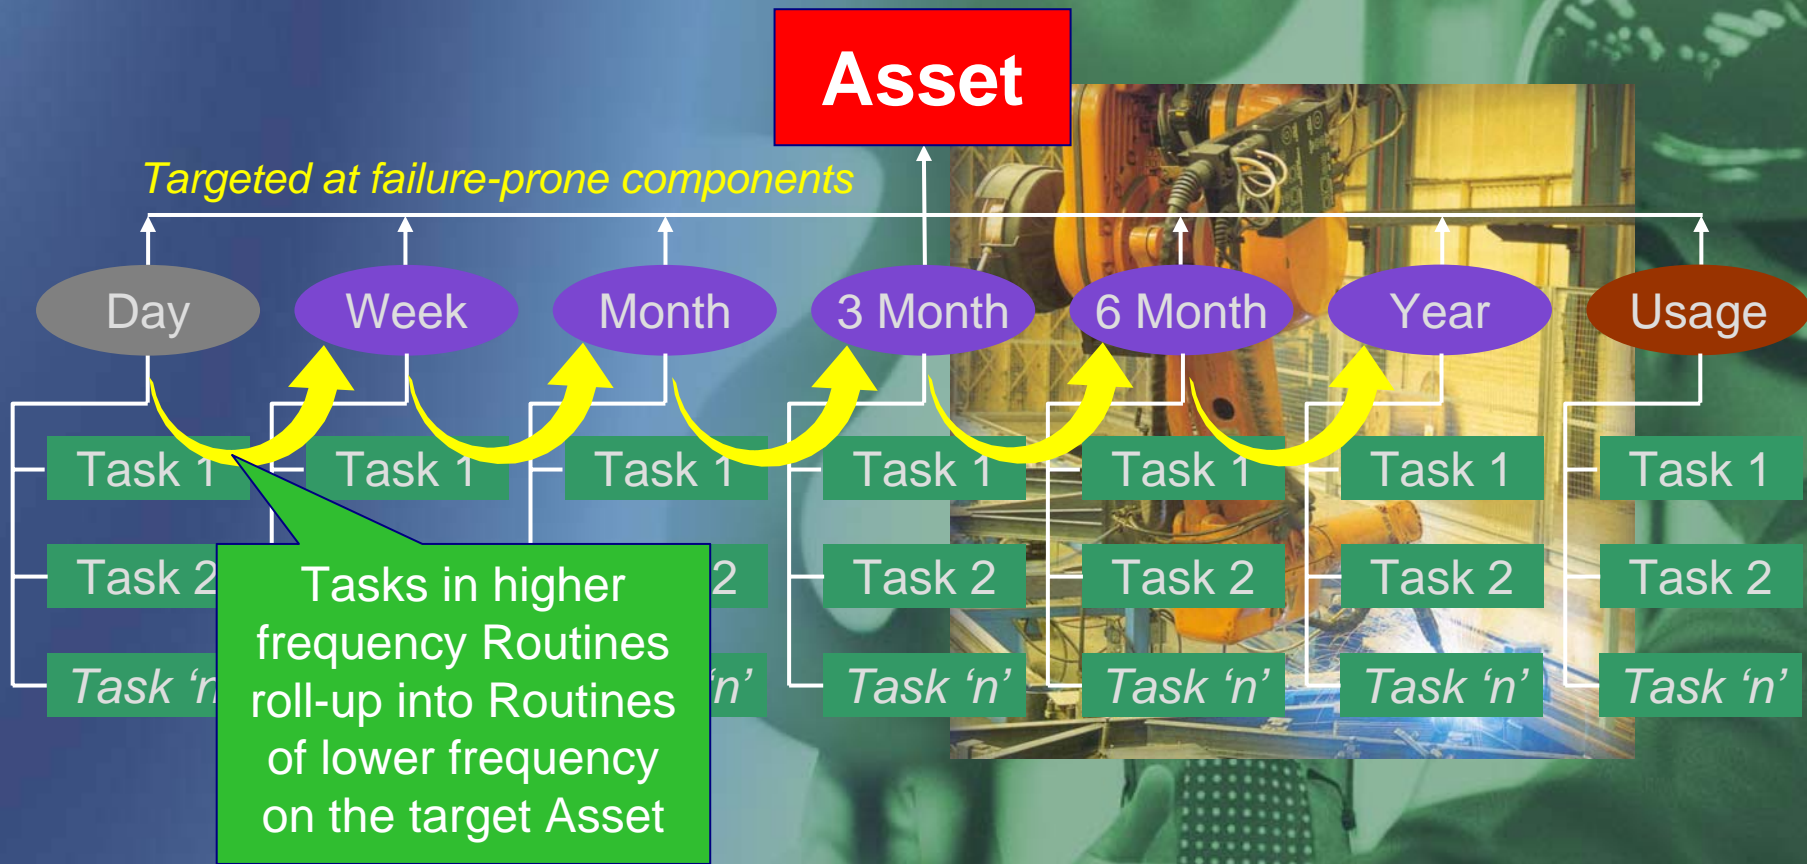 Asset
Targeted at failure-prone components
Day
Week
Month
3 Month
6 Month
Year
Usage
Task 1
Task 1
Task 1
Task 1
Task 1
Task 1
Task 1
Task 2
2
Task 2
Task 2
Task 2
Task 2
Task ‘n
‘n’
Task ‘n’
Task ‘n’
Task ‘n’
Task ‘n’
Tasks in higher
frequency Routines
roll-up into Routines
of lower frequency
on the target Asset